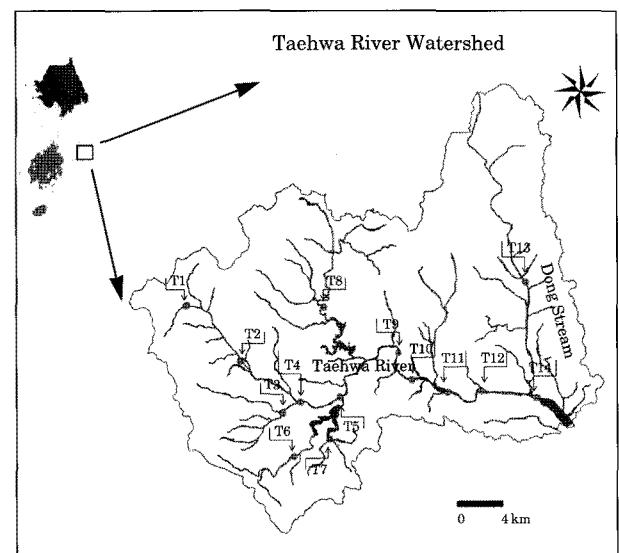 Taehwa River Watershed
T13
Dong Stream
T1
T8
T9
T2
Taehwa River
T10
T4
T11
T12
T14
T3
T5
T6
T7
0 4 km